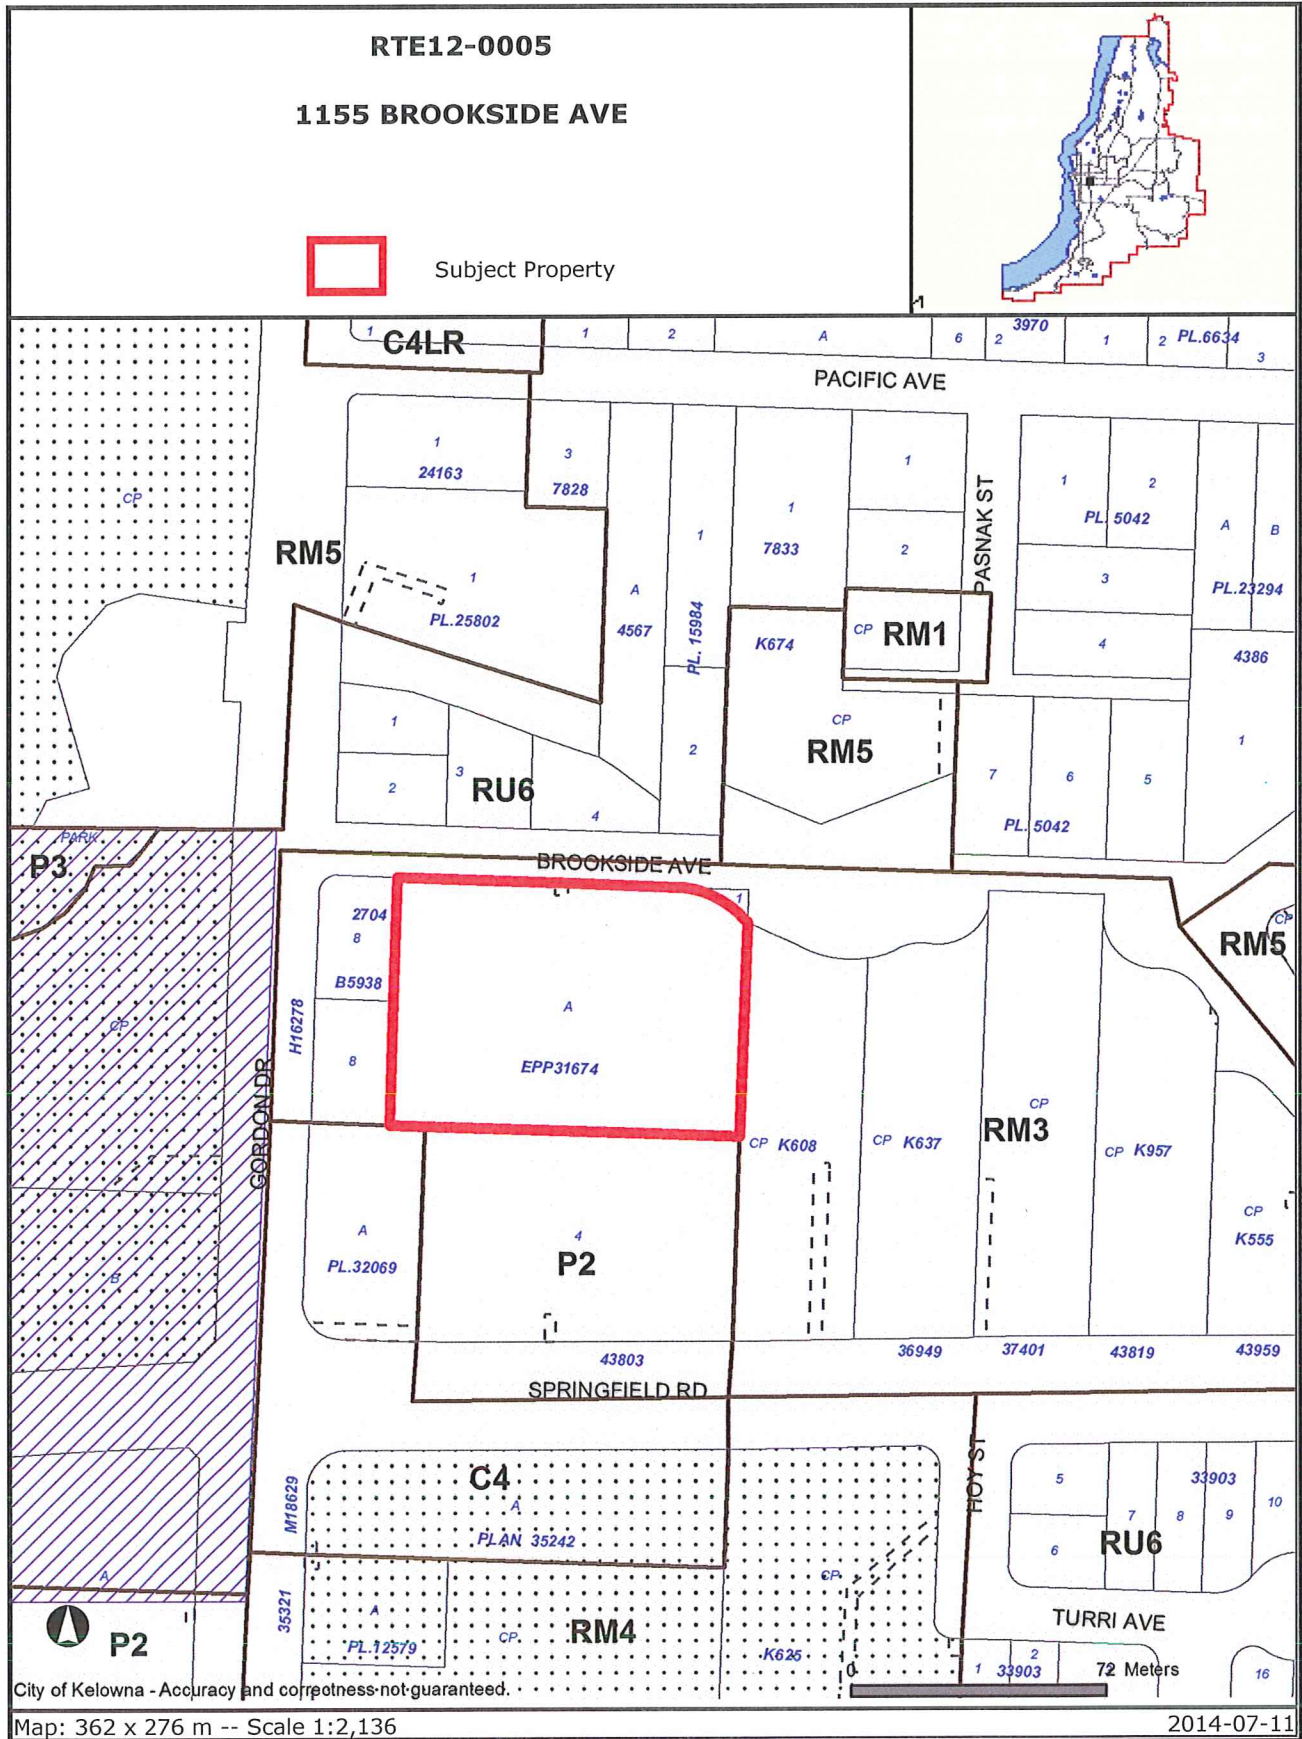 RTE12-0005
1155 BROOKSIDE AVE
Subject Property
1
C4LR
1
2
A
6
2
3970
1
2
PL.6634
3
PACIFIC AVE
CP
1
24163
3
7828
1
7833
1
2
PASNAK ST
1
2
PL. 5042
A
B
PL.23294
3
4
4386
1
RM5
1
PL.25802
A
4567
1
PL. 15984
2
K674
CP
RM1
CP
RM5
7
6
5
PL. 5042
1
2
3
RU6
4
PARK
P3
BROOKSIDE AVE
2704
8
B5938
8
H16278
GORDON DR
1
A
EPP31674
CP
RM5
CP
CP
RM3
CP K608
CP K637
CP K957
CP
K555
A
PL.32069
4
P2
B
43803
36949
37401
43819
43959
SPRINGFIELD RD
HOY ST
M18629
C4
A
PLAN 35242
5
6
7
8
9
10
33903
RU6
A
35321
A
PL.12579
CP
RM4
CP
K625
TURRI AVE
1
2
33903
16
P2
0
72 Meters
City of Kelowna - Accuracy and correctness not guaranteed.
Map: 362 x 276 m -- Scale 1:2,136
2014-07-11